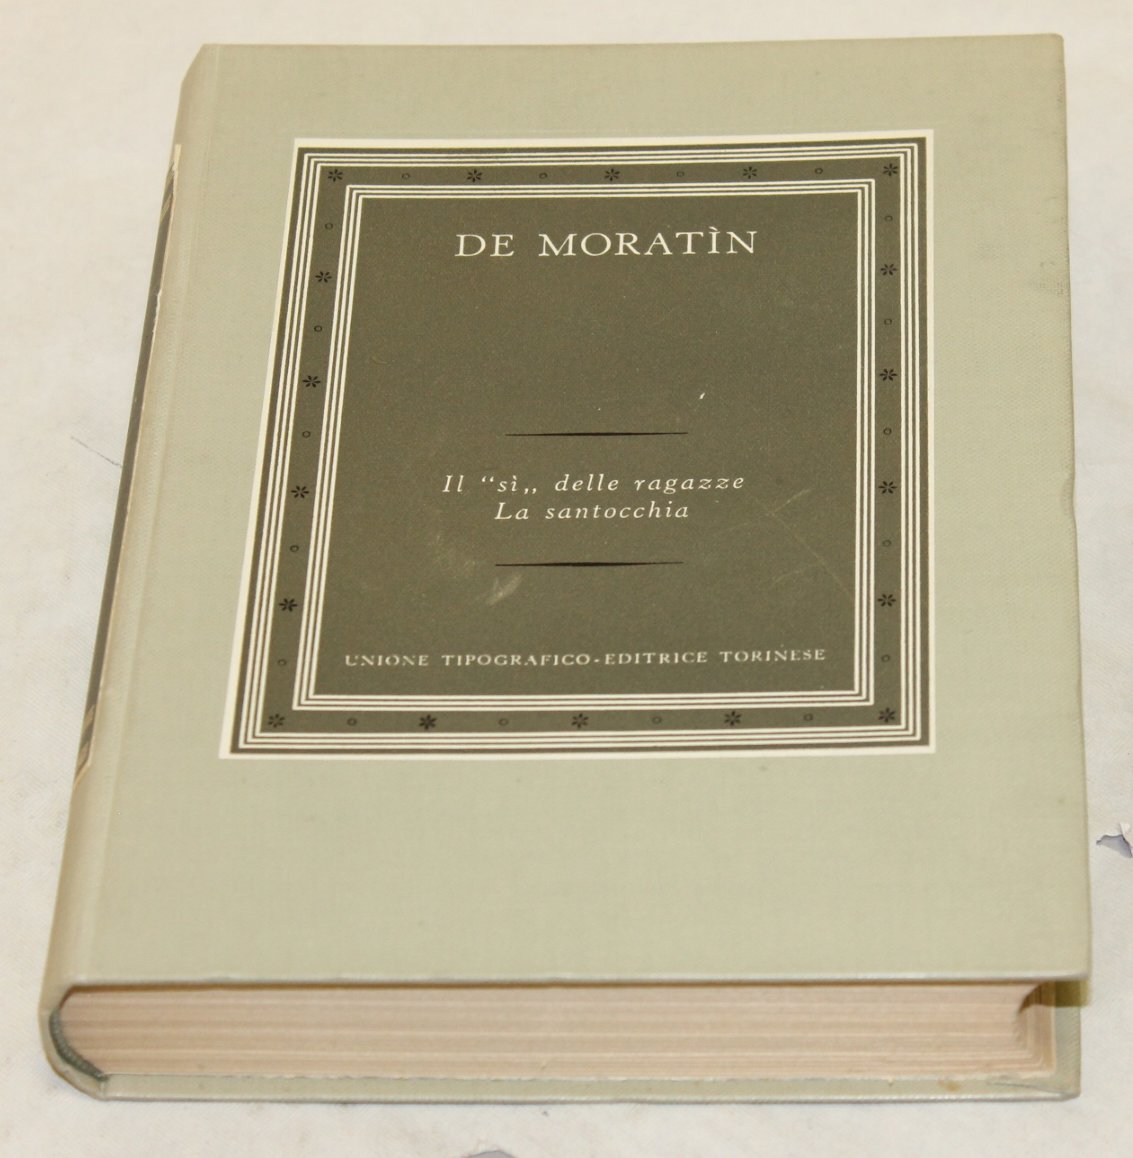 DE MORATÌN
Il “sì„ delle ragazze
La santocchia
UNIONE TIPOGRAFICO-EDITRICE TORINESE